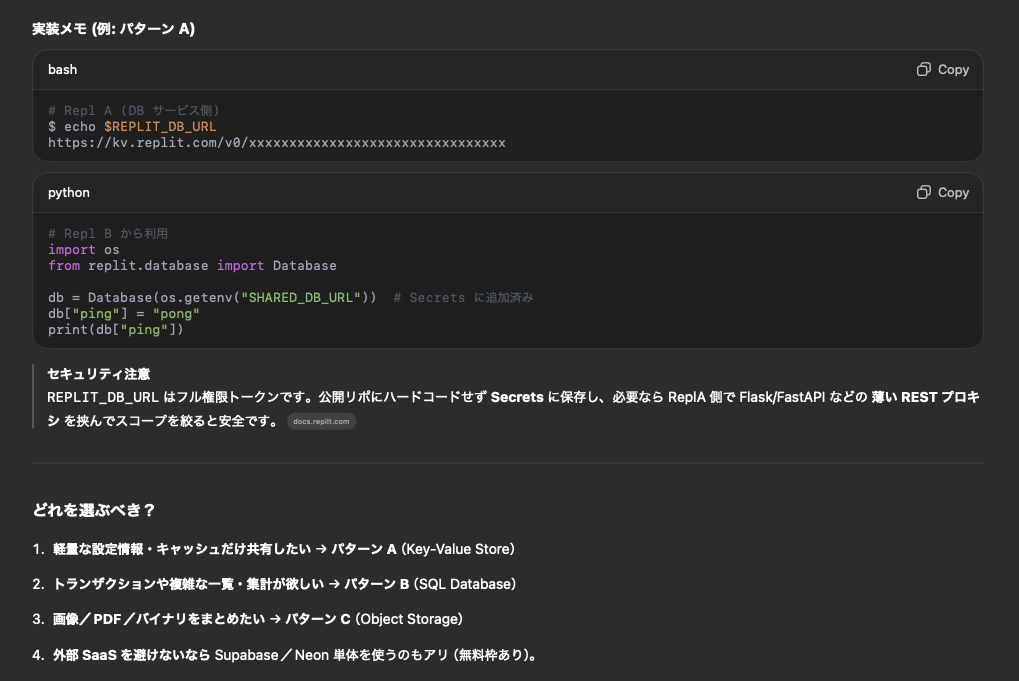 実装メモ (例: パターン A)
bash
Copy
# Repl A (DB サービス側)
$ echo $REPLIT_DB_URL
https://kv.replit.com/v0/xxxxxxxxxxxxxxxxxxxxxxxxxxxxxxxx
python
Copy
# Repl B から利用
import os
from replit.database import Database
db = Database(os.getenv("SHARED_DB_URL"))  # Secrets に追加済み
db["ping"] = "pong"
print(db["ping"])
セキュリティ注意
REPLIT_DB_URL はフル権限トークンです。公開リポにハードコードせず Secrets に保存し、必要なら ReplA 側で Flask/FastAPI などの 薄い REST プロキ
シ を挟んでスコープを絞ると安全です。 docs.replit.com
どれを選ぶべき？
1. 軽量な設定情報・キャッシュだけ共有したい → パターン A (Key-Value Store)
2. トランザクションや複雑な一覧・集計が欲しい → パターン B (SQL Database)
3. 画像／PDF／バイナリをまとめたい → パターン C (Object Storage)
4. 外部 SaaS を避けないなら Supabase／Neon 単体を使うのもアリ (無料枠あり)。